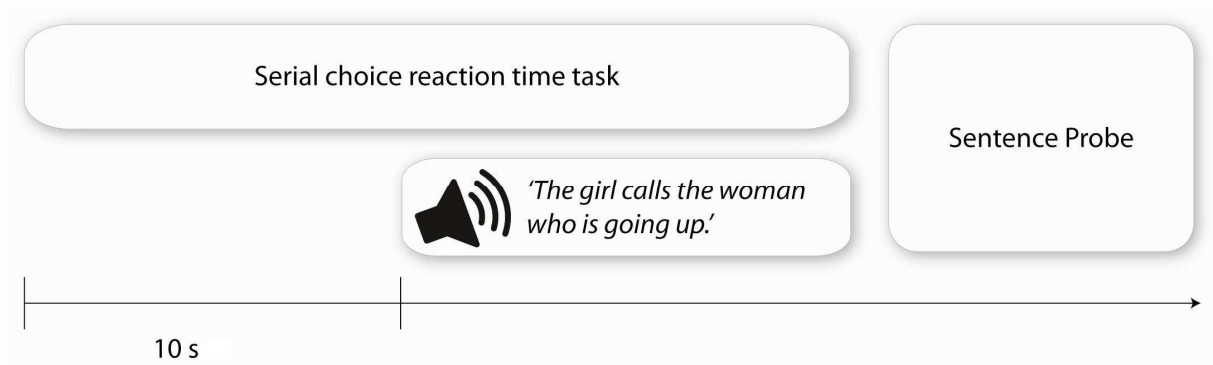 Serial choice reaction time task
Sentence Probe
‘The girl calls the woman
who is going up.’
10 s